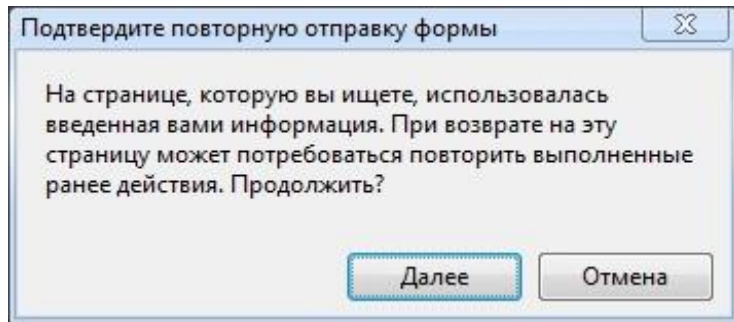 Подтвердите повторную отправку формы
На странице, которую вы ищете, использовалась
введенная вами информация. При возврате на эту
страницу может потребоваться повторить выполненные
ранее действия. Продолжить?
Далее Отмена